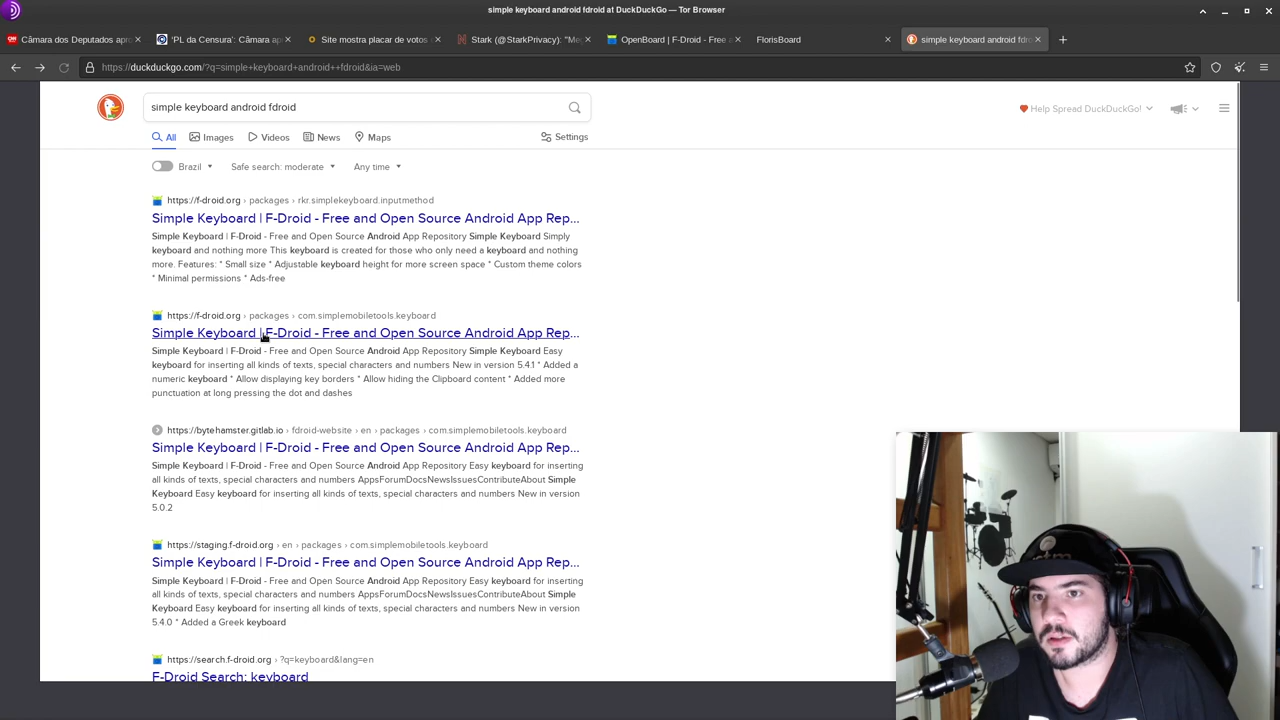 simple keyboard android fdroid at DuckDuckGo — Tor Browser
Câmara dos Deputados apro
'PL da Censura': Câmara ap
Site mostra placar de votos
Stark (@StarkPrivacy): "Me
OpenBoard | F-Droid - Free A
FlorisBoard
simple keyboard android fdr
https://duckduckgo.com/?q=simple+keyboard+android++fdroid&ia=web
simple keyboard android fdroid
Help Spread DuckDuckGo!
All Images Videos News Maps Settings
Brazil Safe search: moderate Any time
https://f-droid.org › packages › rkr.simplekeyboard.inputmethod
Simple Keyboard | F-Droid - Free and Open Source Android App Rep...
Simple Keyboard | F-Droid - Free and Open Source Android App Repository Simple Keyboard Simply
keyboard and nothing more This keyboard is created for those who only need a keyboard and nothing
more. Features: * Small size * Adjustable keyboard height for more screen space * Custom theme colors
* Minimal permissions * Ads-free
https://f-droid.org › packages › com.simplemobiletools.keyboard
Simple Keyboard | F-Droid - Free and Open Source Android App Rep...
Simple Keyboard | F-Droid - Free and Open Source Android App Repository Simple Keyboard Easy
keyboard for inserting all kinds of texts, special characters and numbers New in version 5.4.1 * Added a
numeric keyboard * Allow displaying key borders * Allow hiding the Clipboard content * Added more
punctuation at long pressing the dot and dashes
https://bytehamster.gitlab.io › fdroid-website › en › packages › com.simplemobiletools.keyboard
Simple Keyboard | F-Droid - Free and Open Source Android App Rep...
Simple Keyboard | F-Droid - Free and Open Source Android App Repository Easy keyboard for inserting
all kinds of texts, special characters and numbers AppsForumDocsNewsIssuesContributeAbout Simple
Keyboard Easy keyboard for inserting all kinds of texts, special characters and numbers New in version
5.0.2
https://staging.f-droid.org › en › packages › com.simplemobiletools.keyboard
Simple Keyboard | F-Droid - Free and Open Source Android App Rep...
Simple Keyboard | F-Droid - Free and Open Source Android App Repository Easy keyboard for inserting
all kinds of texts, special characters and numbers AppsForumDocsNewsIssuesContributeAbout Simple
Keyboard Easy keyboard for inserting all kinds of texts, special characters and numbers New in version
5.4.0 * Added a Greek keyboard
https://search.f-droid.org › ?q=keyboard&lang=en
F-Droid Search: keyboard